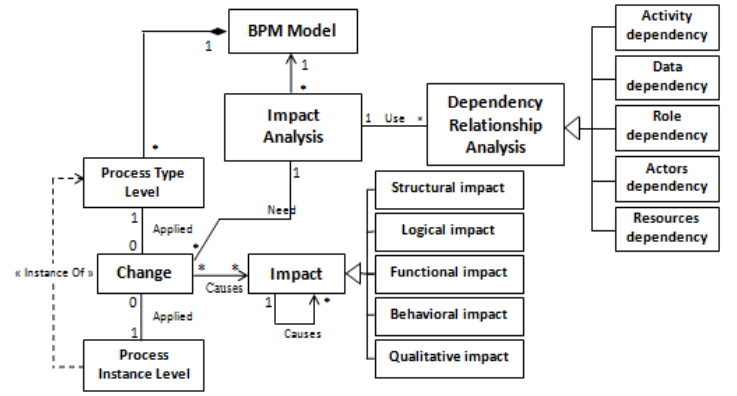 BPM Model
1
1
*
Impact
Analysis
1
Use
*
Dependency
Relationship
Analysis
Activity
dependency
Data
dependency
Role
dependency
Actors
dependency
Resources
dependency
*
Process Type
Level
1
Applied
0
1
Need
*
« Instance Of »
Change
*
*
Causes
Impact
1
*
Causes
Structural impact
Logical impact
Functional impact
Behavioral impact
Qualitative impact
0
Applied
1
Process
Instance Level